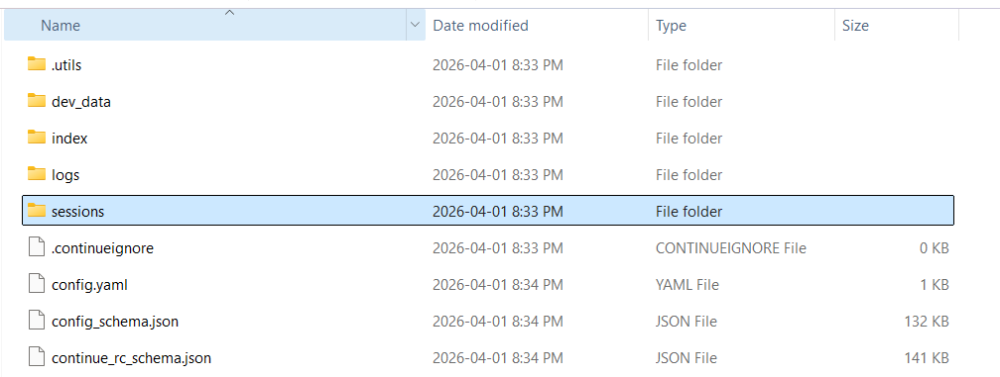 Name Date modified Type Size
.utils 2026-04-01 8:33 PM File folder
dev_data 2026-04-01 8:33 PM File folder
index 2026-04-01 8:33 PM File folder
logs 2026-04-01 8:33 PM File folder
sessions 2026-04-01 8:33 PM File folder
.continueignore 2026-04-01 8:33 PM CONTINUEIGNORE File 0 KB
config.yaml 2026-04-01 8:34 PM YAML File 1 KB
config_schema.json 2026-04-01 8:34 PM JSON File 132 KB
continue_rc_schema.json 2026-04-01 8:34 PM JSON File 141 KB